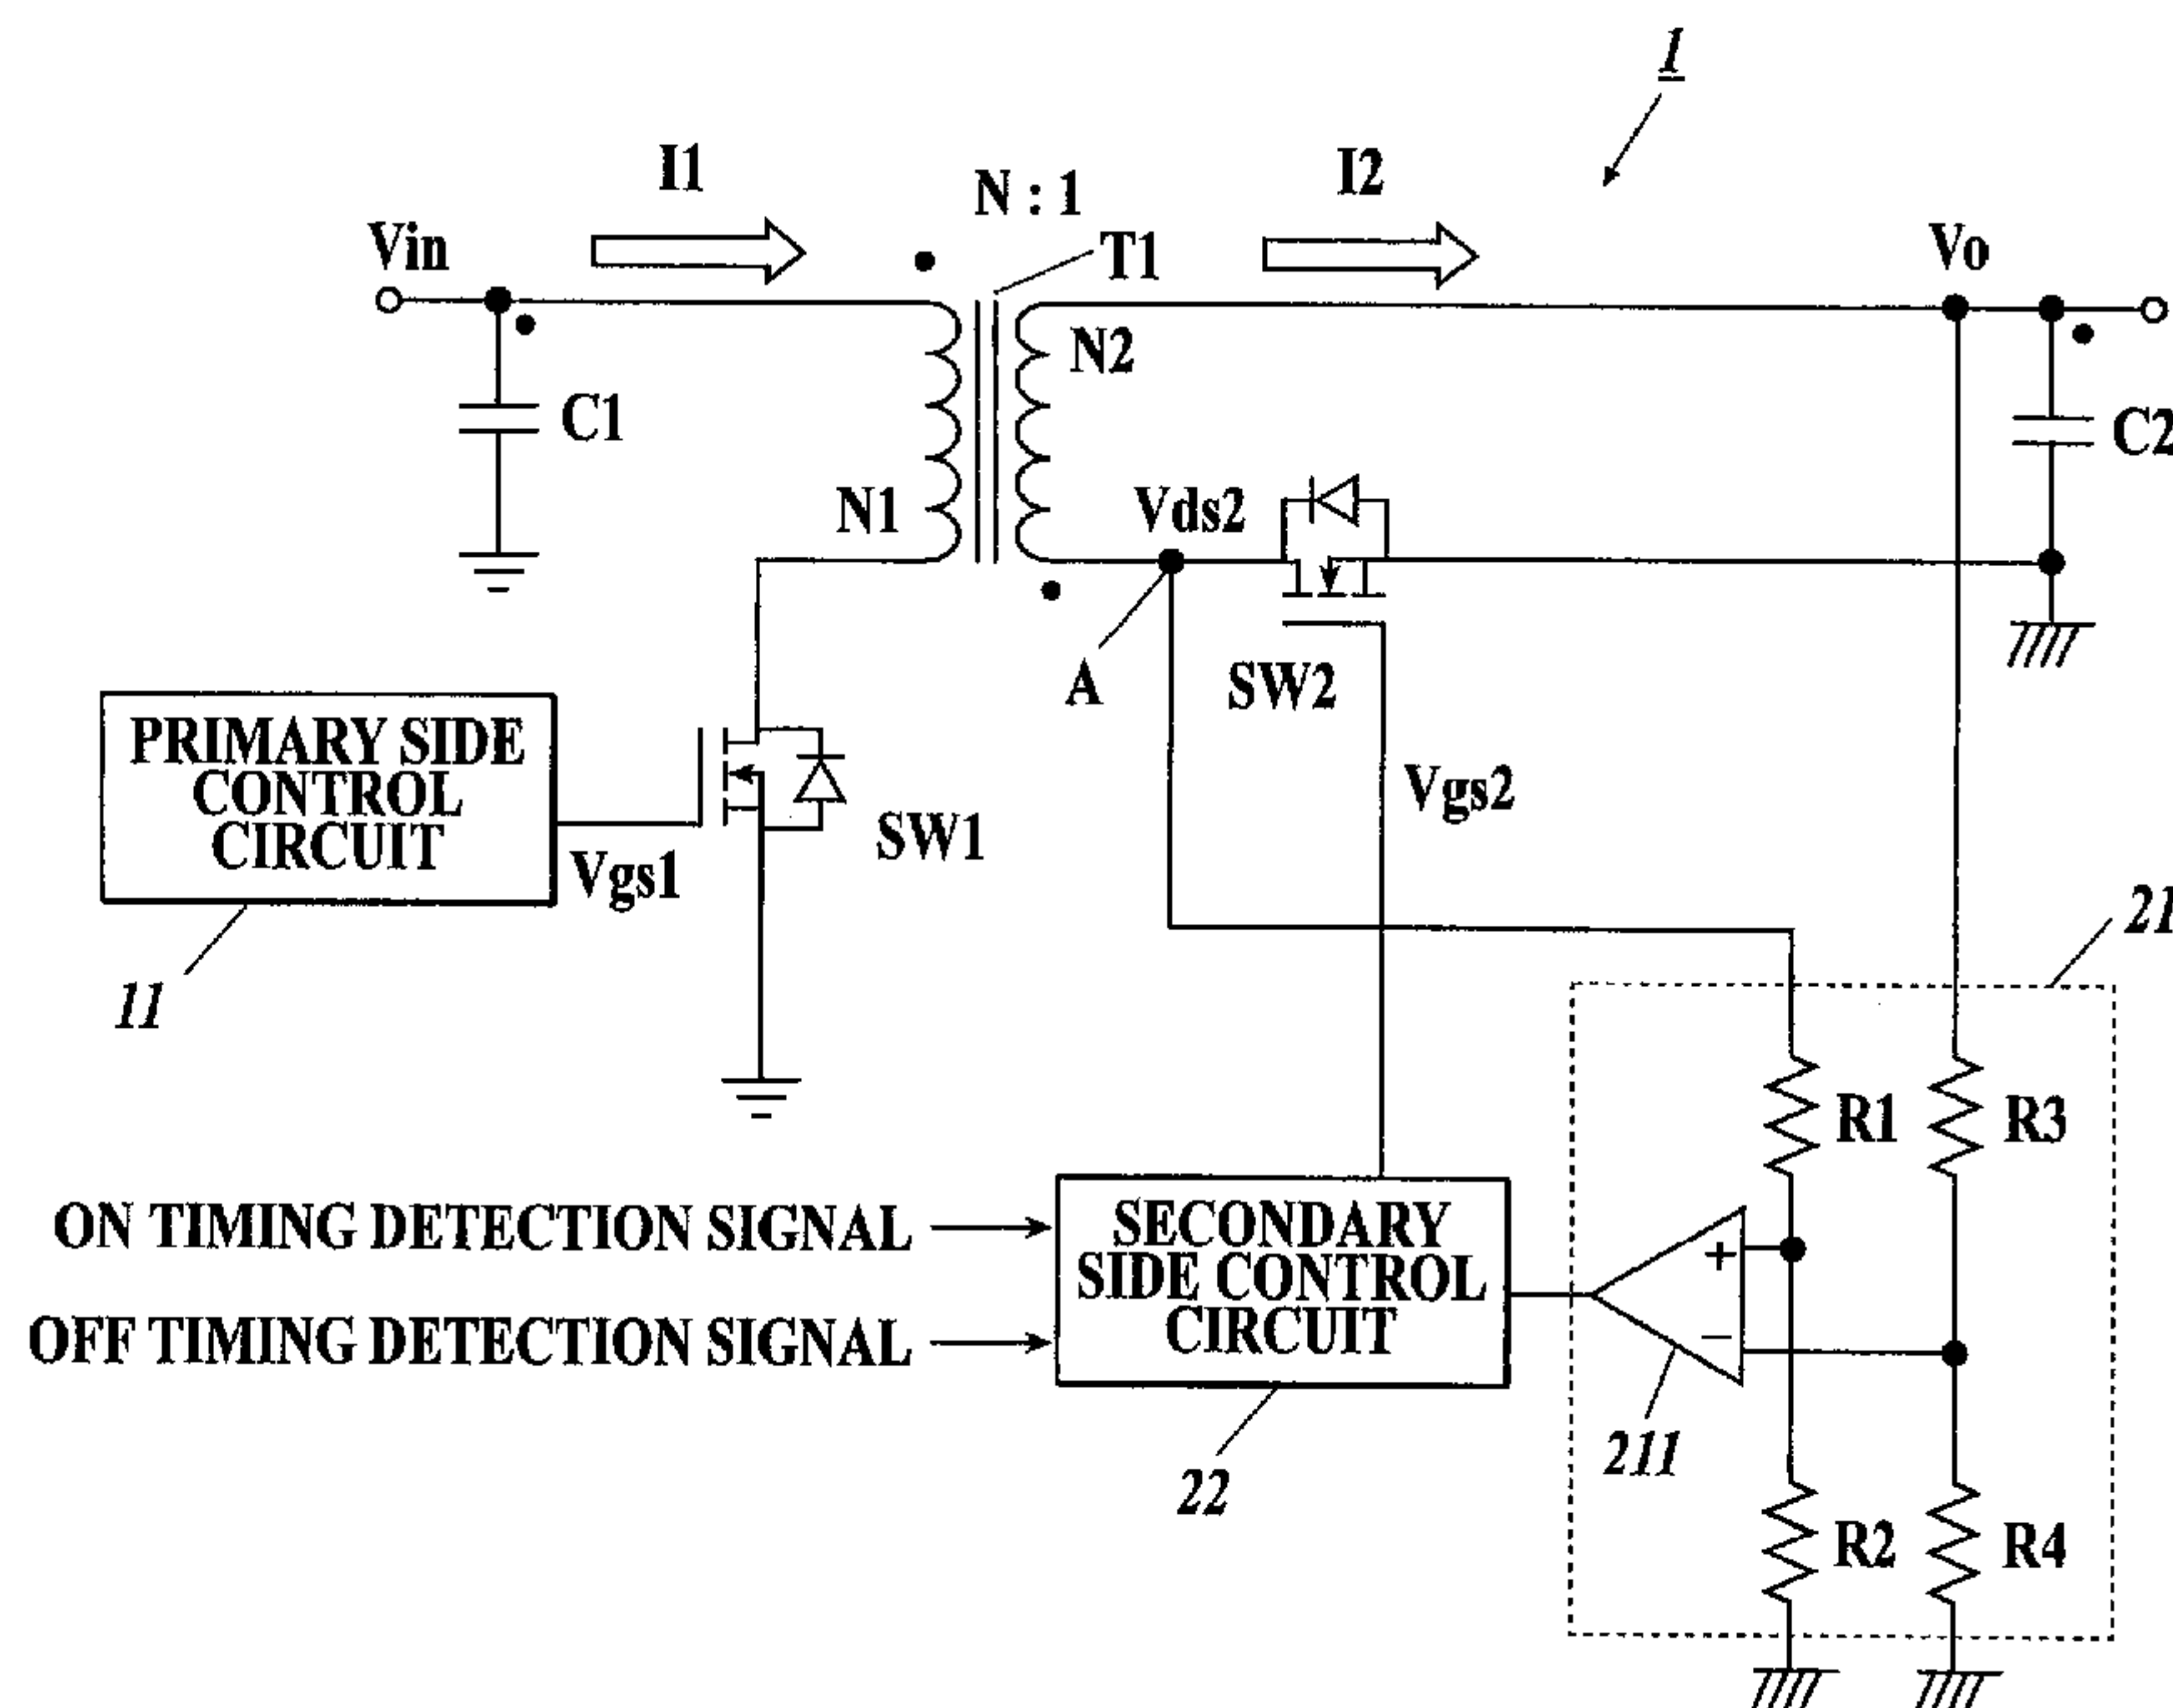 1
I1
N : 1
I2
Vin
T1
Vo
N2
C1
C2
N1
Vds2
A
SW2
PRIMARY SIDE
CONTROL
CIRCUIT
Vgs1
SW1
Vgs2
11
21
R1
R3
ON TIMING DETECTION SIGNAL
OFF TIMING DETECTION SIGNAL
SECONDARY
SIDE CONTROL
CIRCUIT
+
−
211
22
R2
R4